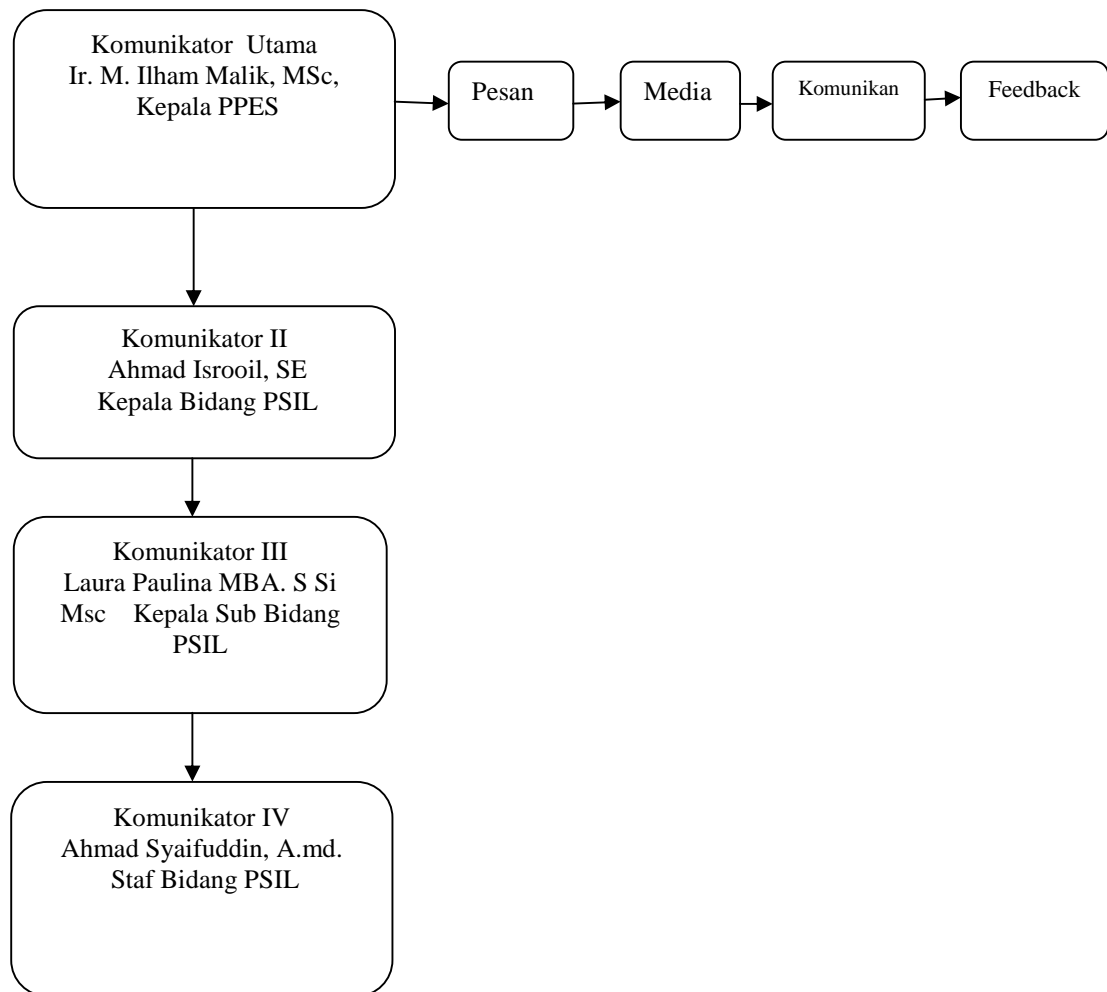 Komunikator Utama
Ir. M. Ilham Malik, MSc,
Kepala PPES
Pesan
Media
Komunikan
Feedback
Komunikator II
Ahmad Isrooil, SE
Kepala Bidang PSIL
Komunikator III
Laura Paulina MBA. S Si
Msc Kepala Sub Bidang
PSIL
Komunikator IV
Ahmad Syaifuddin, A.md.
Staf Bidang PSIL